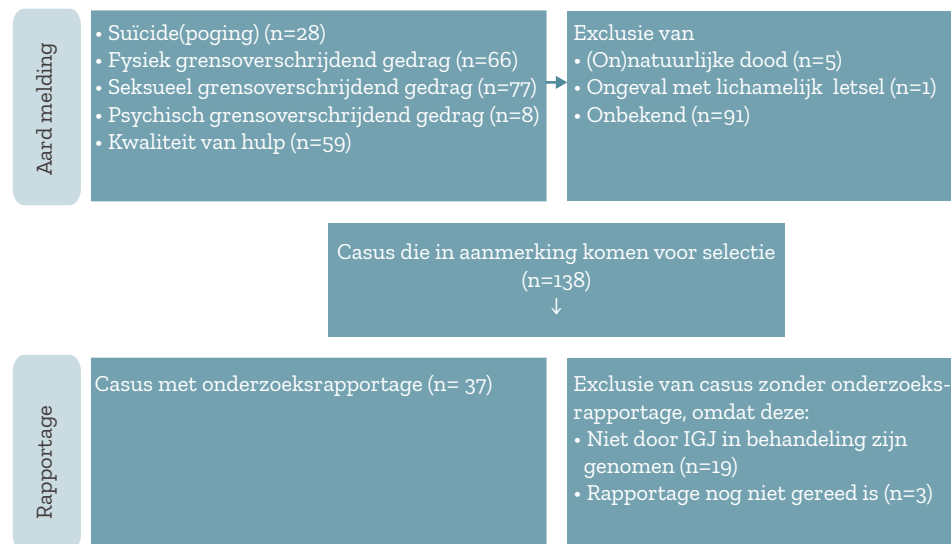 Aard melding
• Suïcide(poging) (n=28)
• Fysiek grensoverschrijdend gedrag (n=66)
• Seksueel grensoverschrijdend gedrag (n=77)
• Psychisch grensoverschrijdend gedrag (n=8)
• Kwaliteit van hulp (n=59)
Exclusie van
• (On)natuurlijke dood (n=5)
• Ongeval met lichamelijk letsel (n=1)
• Onbekend (n=91)
Casus die in aanmerking komen voor selectie
(n=138)
↓
Rapportage
Casus met onderzoeksrapportage (n= 37)
Exclusie van casus zonder onderzoeks-
rapportage, omdat deze:
• Niet door IGJ in behandeling zijn
genomen (n=19)
• Rapportage nog niet gereed is (n=3)